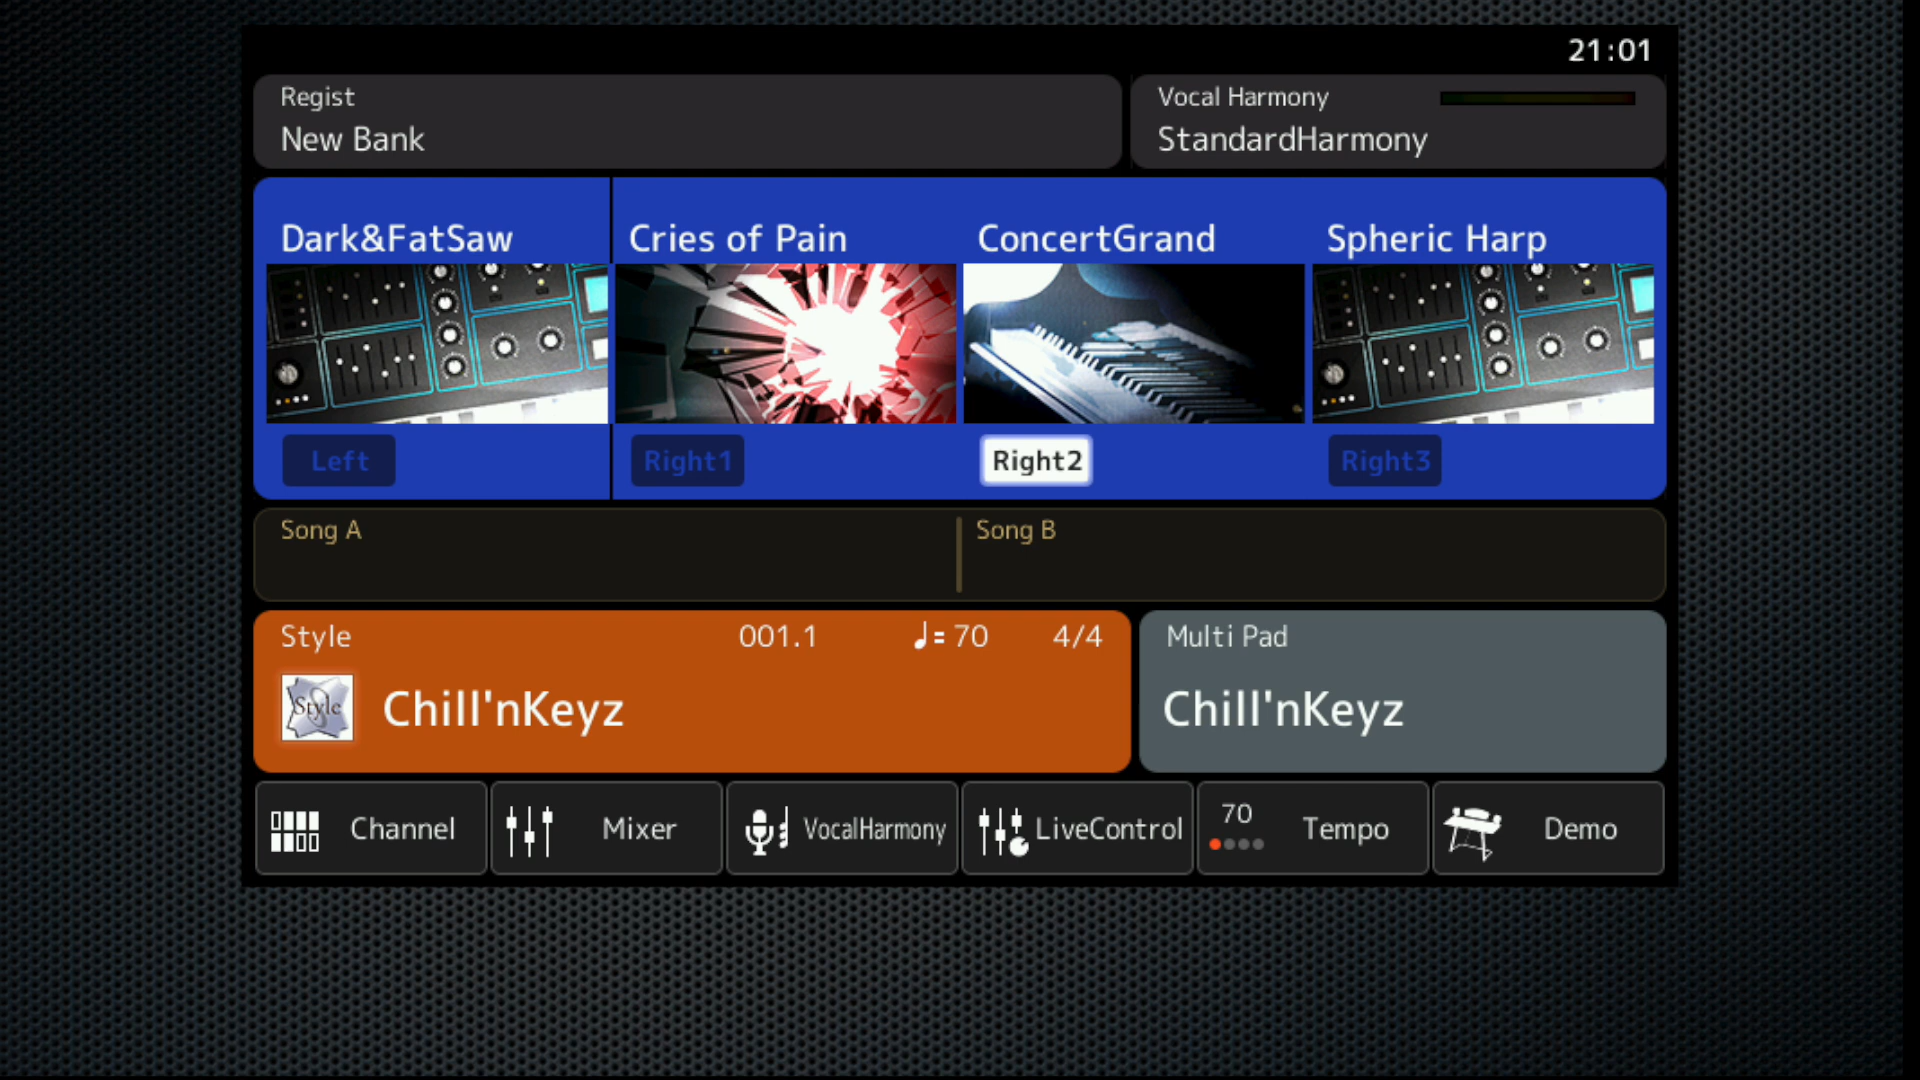 21:01
Regist
New Bank
Vocal Harmony
StandardHarmony
Dark&FatSaw
Cries of Pain
ConcertGrand
Spheric Harp
Left
Right1
Right2
Right3
Song A
Song B
Style
001.1
♩= 70
4/4
Style
Chill'nKeyz
Multi Pad
Chill'nKeyz
Channel
Mixer
VocalHarmony
LiveControl
70
Tempo
Demo